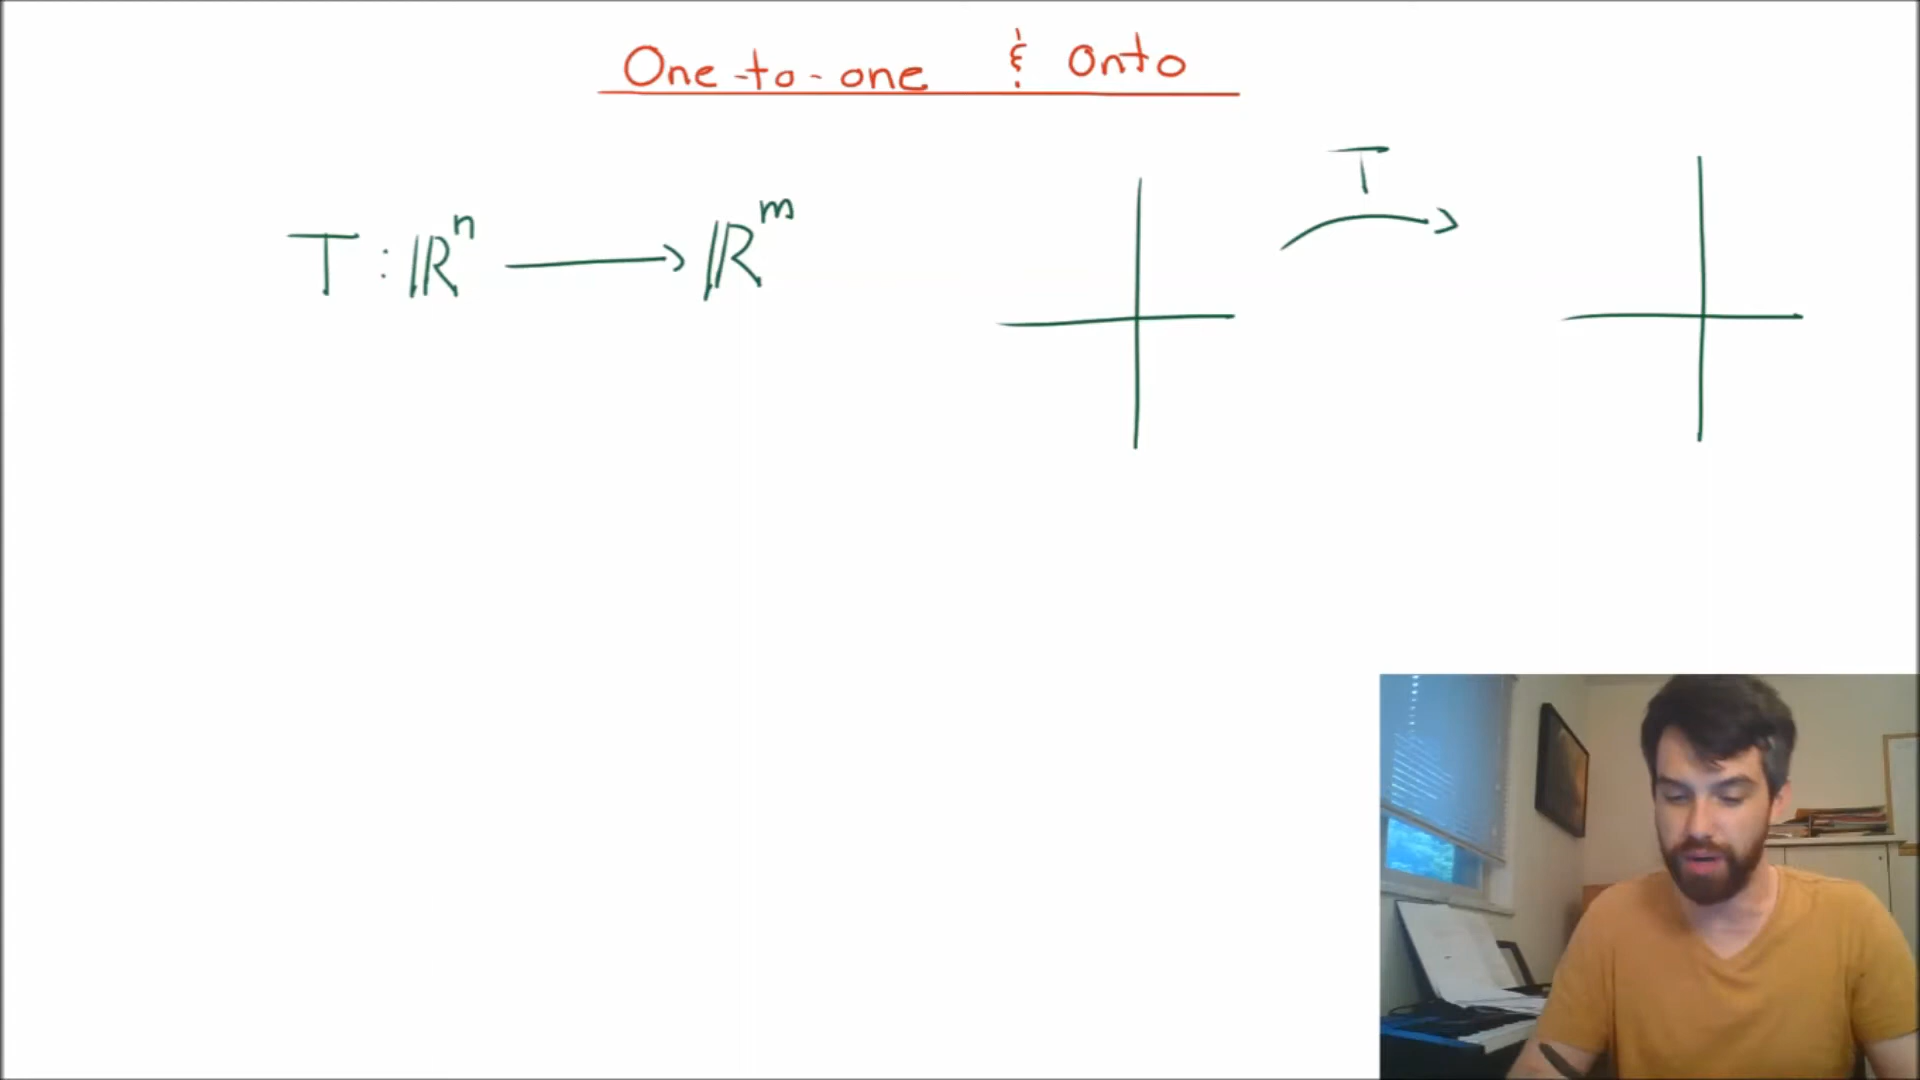 One-to-one & Onto
T : ℝⁿ ⟶ ℝᵐ
T